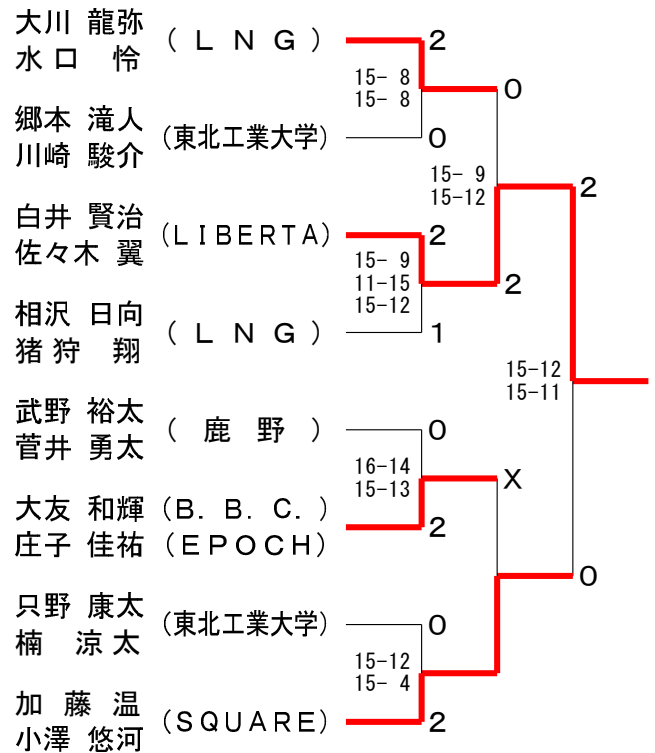 大川 龍弥
水口 怜
(LNG)
2
15- 8
15- 8
0
郷本 滝人
川崎 駿介
(東北工業大学)
0
15- 9
15-12
2
白井 賢治
佐々木 翼
(LIBERTA)
2
15- 9
11-15
15-12
2
相沢 日向
猪狩 翔
(LNG)
1
15-12
15-11
武野 裕太
菅井 勇太
(鹿野)
0
16-14
15-13
X
大友 和輝
庄子 佳祐
(B. B. C.)
(EPOCH)
2
0
只野 康太
楠 涼太
(東北工業大学)
0
15-12
15- 4
加藤 温
小澤 悠河
(SQUARE)
2